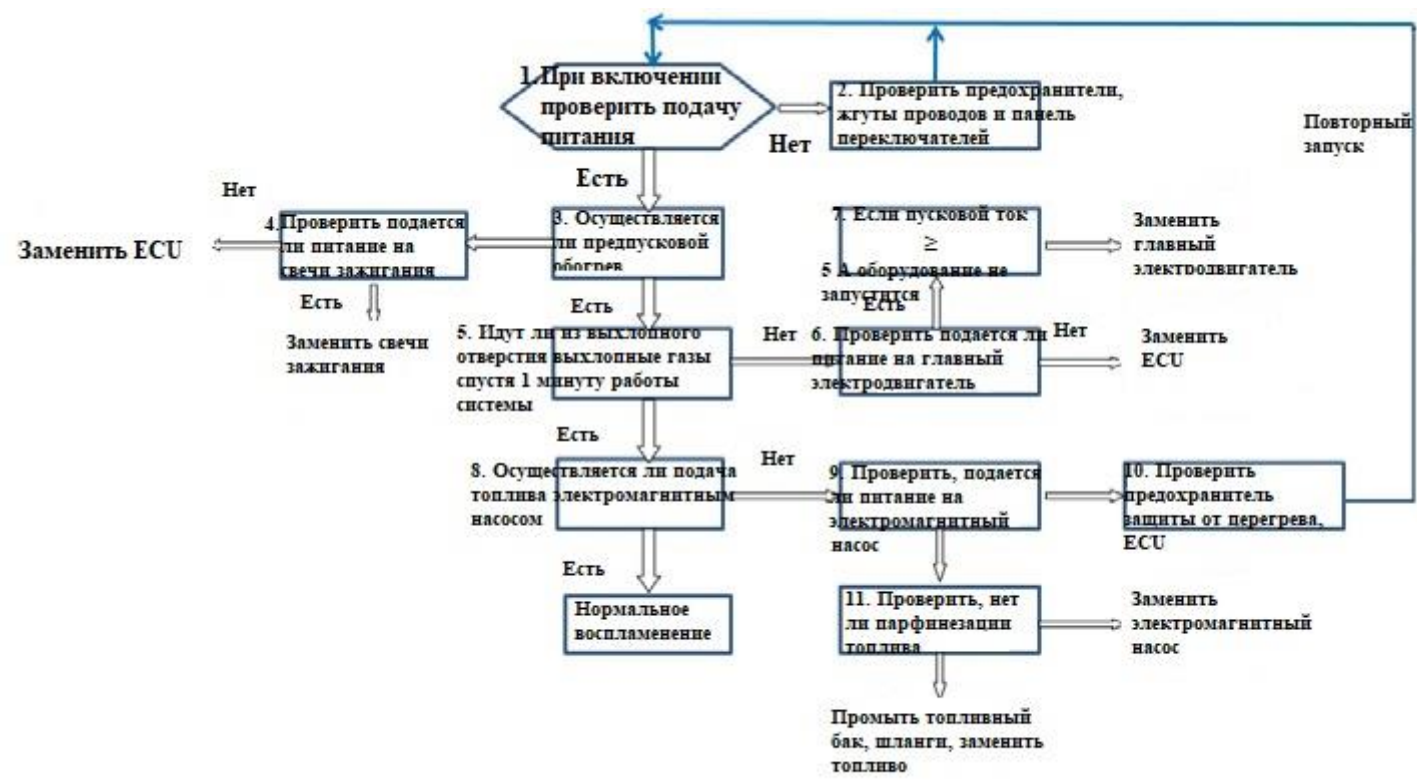 1.При включении
проверить подачу
питания
2. Проверить предохранители,
жгуты проводов и панель
переключателей
Нет
Повторный
запуск
Есть
Нет
4.Проверить подается
ли питание на
свечи зажигания
Заменить ECU
3. Осуществляется
ли предпусковой
обогрев
7. Если пусковой ток
≥
5 А оборудование не
запустится
Заменить
главный
электродвигатель
Есть
Заменить свечи
зажигания
Есть
5. Идут ли из выхлопного
отверстия выхлопные газы
спустя 1 минуту работы
системы
Нет
Есть
6. Проверить подается ли
питание на главный
электродвигатель
Нет
Заменить
ECU
Есть
8. Осуществляется ли подача
топлива электромагнитным
насосом
Нет
9. Проверить, подается
ли питание на
электромагнитный
насос
10. Проверить
предохранитель
защиты от перегрева,
ECU
Есть
Нормальное
воспламенение
11. Проверить, нет
ли парфинезации
топлива
Заменить
электромагнитный
насос
Промыть топливный
бак, шланги, заменить
топливо